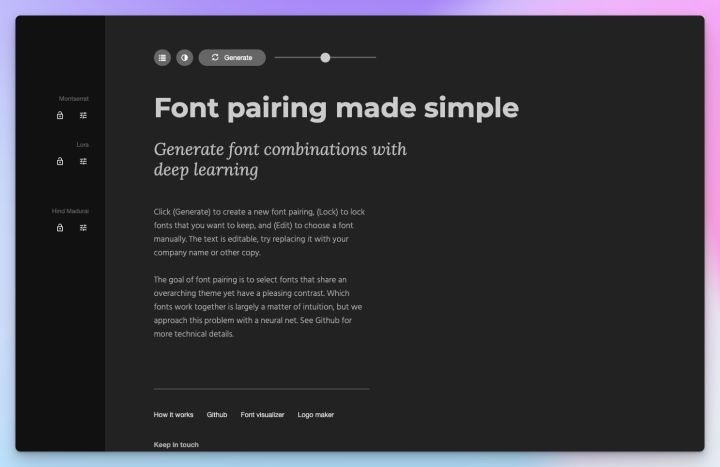 Generate
Montserrat
Font pairing made simple
Lora
Generate font combinations with
deep learning
Hind Madurai
Click (Generate) to create a new font pairing, (Lock) to lock
fonts that you want to keep, and (Edit) to choose a font
manually. The text is editable, try replacing it with your
company name or other copy.
The goal of font pairing is to select fonts that share an
overarching theme yet have a pleasing contrast. Which
fonts work together is largely a matter of intuition, but we
approach this problem with a neural net. See Github for
more technical details.
How it works Github Font visualizer Logo maker
Keep in touch